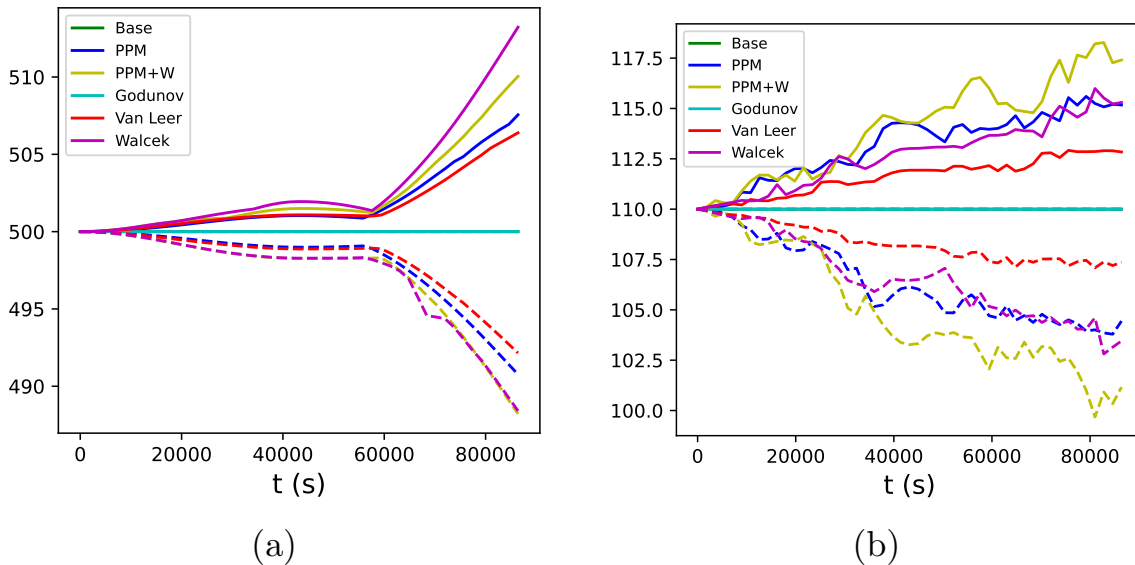 Base
PPM
PPM+W
Godunov
Van Leer
Walcek
510
505
500
495
490
0 20000 40000 60000 80000
t (s)
(a)
Base
PPM
PPM+W
Godunov
Van Leer
Walcek
117.5
115.0
112.5
110.0
107.5
105.0
102.5
100.0
0 20000 40000 60000 80000
t (s)
(b)